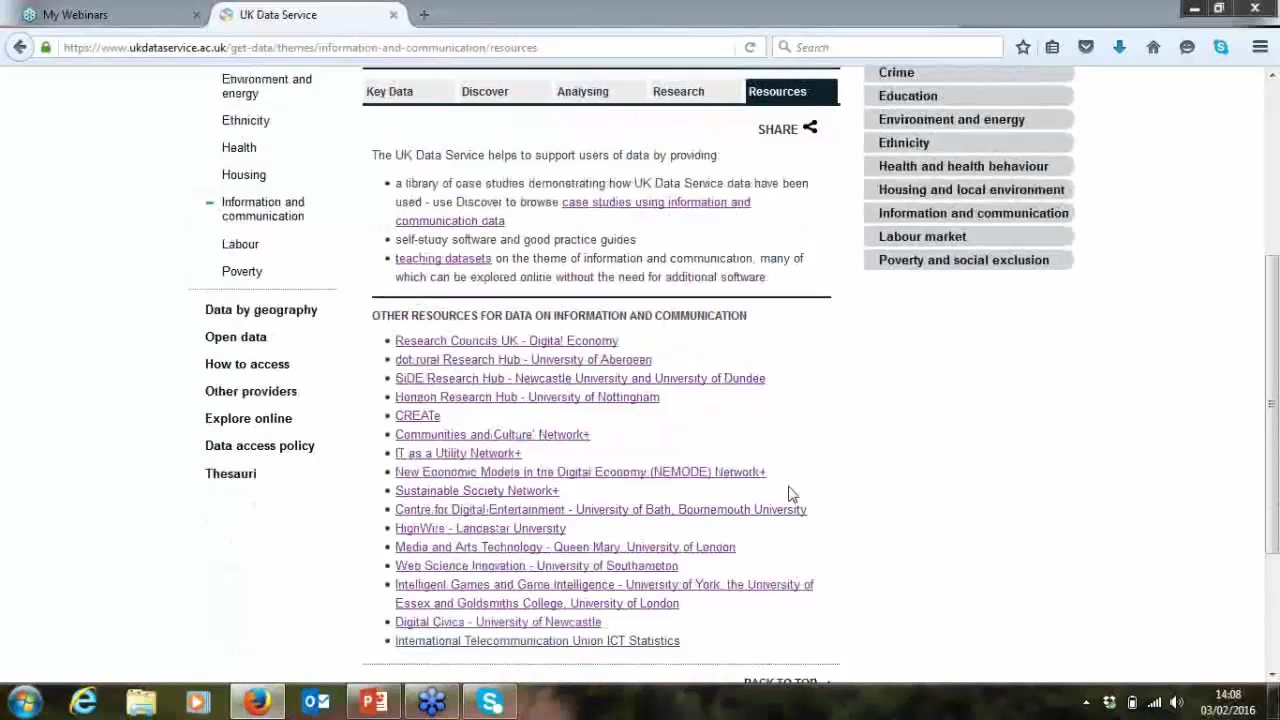 My Webinars
UK Data Service
https://www.ukdataservice.ac.uk/get-data/themes/information-and-communication/resources
Search
Environment and
energy
Ethnicity
Health
Housing
Information and
communication
Labour
Poverty
Data by geography
Open data
How to access
Other providers
Explore online
Data access policy
Thesauri
Key Data
Discover
Analysing
Research
Resources
SHARE
The UK Data Service helps to support users of data by providing:
• a library of case studies demonstrating how UK Data Service data have been
used - use Discover to browse case studies using information and
communication data
• self-study software and good practice guides
• teaching datasets on the theme of information and communication, many of
which can be explored online without the need for additional software
OTHER RESOURCES FOR DATA ON INFORMATION AND COMMUNICATION
• Research Councils UK - Digital Economy
• dot.rural Research Hub - University of Aberdeen
• SiDE Research Hub - Newcastle University and University of Dundee
• Horizon Research Hub - University of Nottingham
• CREATe
• Communities and Culture' Network+
• IT as a Utility Network+
• New Economic Models in the Digital Economy (NEMODE) Network+
• Sustainable Society Network+
• Centre for Digital Entertainment - University of Bath, Bournemouth University
• HighWire - Lancaster University
• Media and Arts Technology - Queen Mary, University of London
• Web Science Innovation - University of Southampton
• Intelligent Games and Game Intelligence - University of York, the University of
Essex and Goldsmiths College, University of London
• Digital Civics - University of Newcastle
• International Telecommunication Union ICT Statistics
BACK TO TOP
Crime
Education
Environment and energy
Ethnicity
Health and health behaviour
Housing and local environment
Information and communication
Labour market
Poverty and social exclusion
14:08
03/02/2016